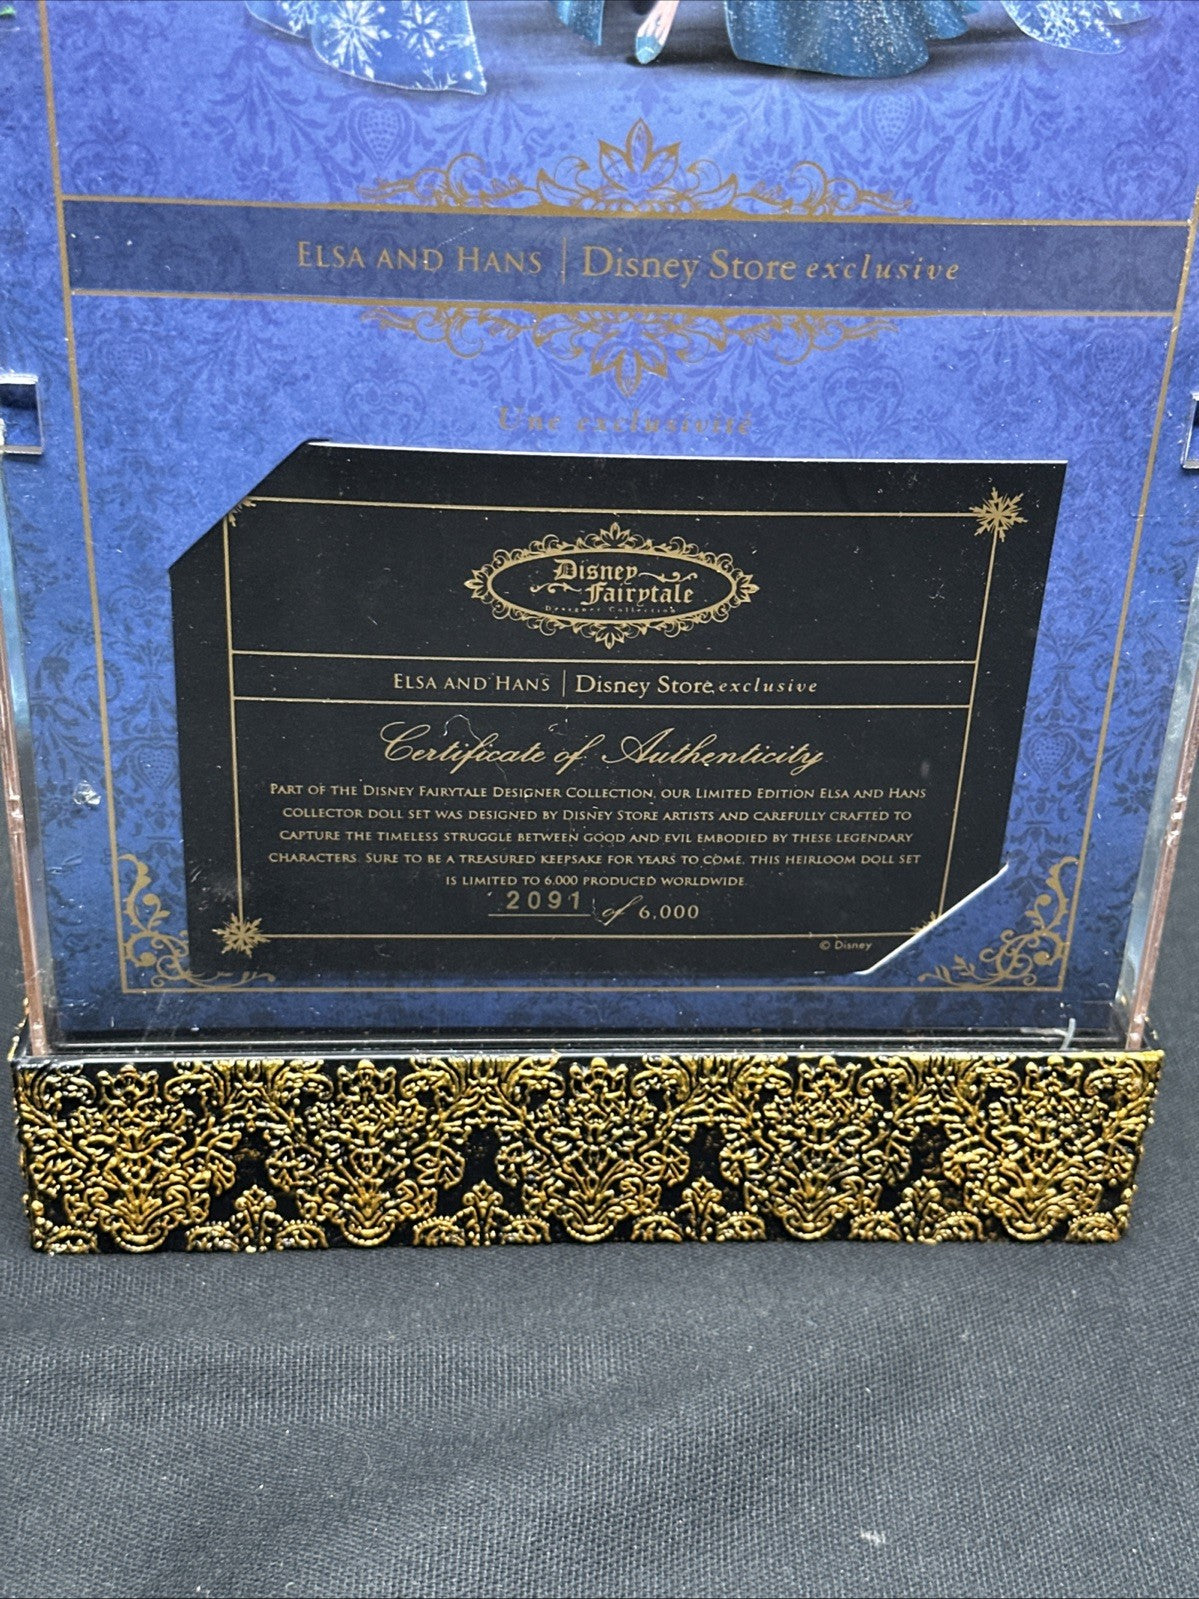 ELSA AND HANS | Disney Store exclusive
Une exclusivité
Disney
Fairytale
Designer Collection
ELSA AND HANS | Disney Store exclusive
Certificate of Authenticity
PART OF THE DISNEY FAIRYTALE DESIGNER COLLECTION, OUR LIMITED EDITION ELSA AND HANS
COLLECTOR DOLL SET WAS DESIGNED BY DISNEY STORE ARTISTS AND CAREFULLY CRAFTED TO
CAPTURE THE TIMELESS STRUGGLE BETWEEN GOOD AND EVIL EMBODIED BY THESE LEGENDARY
CHARACTERS. SURE TO BE A TREASURED KEEPSAKE FOR YEARS TO COME, THIS HEIRLOOM DOLL SET
IS LIMITED TO 6,000 PRODUCED WORLDWIDE.
2091 of 6,000
© Disney